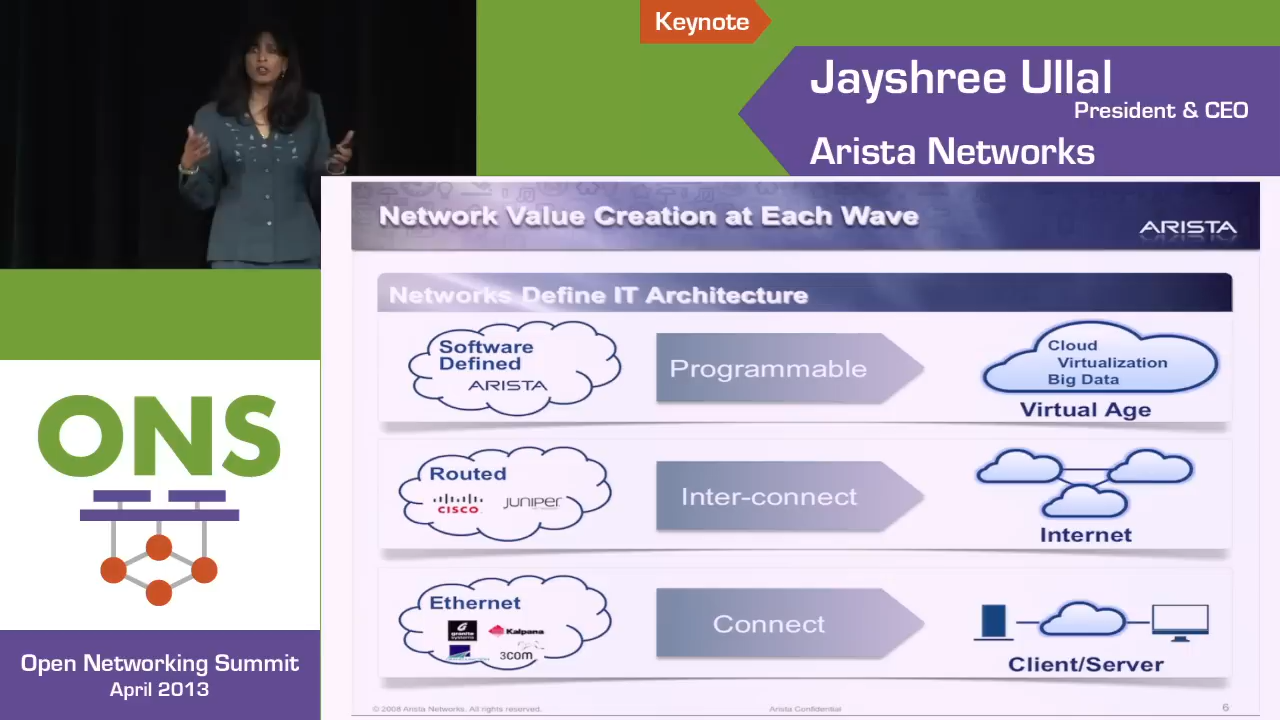 Keynote
Jayshree Ullal
President & CEO
Arista Networks
Network Value Creation at Each Wave
ARISTA
Networks Define IT Architecture
Software
Defined
ARISTA
Programmable
Cloud
Virtualization
Big Data
Virtual Age
Routed
CISCO
JUNIPER
Inter-connect
Internet
Ethernet
granite
systems
Kalpana
3com
Connect
Client/Server
© 2008 Arista Networks. All rights reserved.
Arista Confidential
6
ONS
Open Networking Summit
April 2013